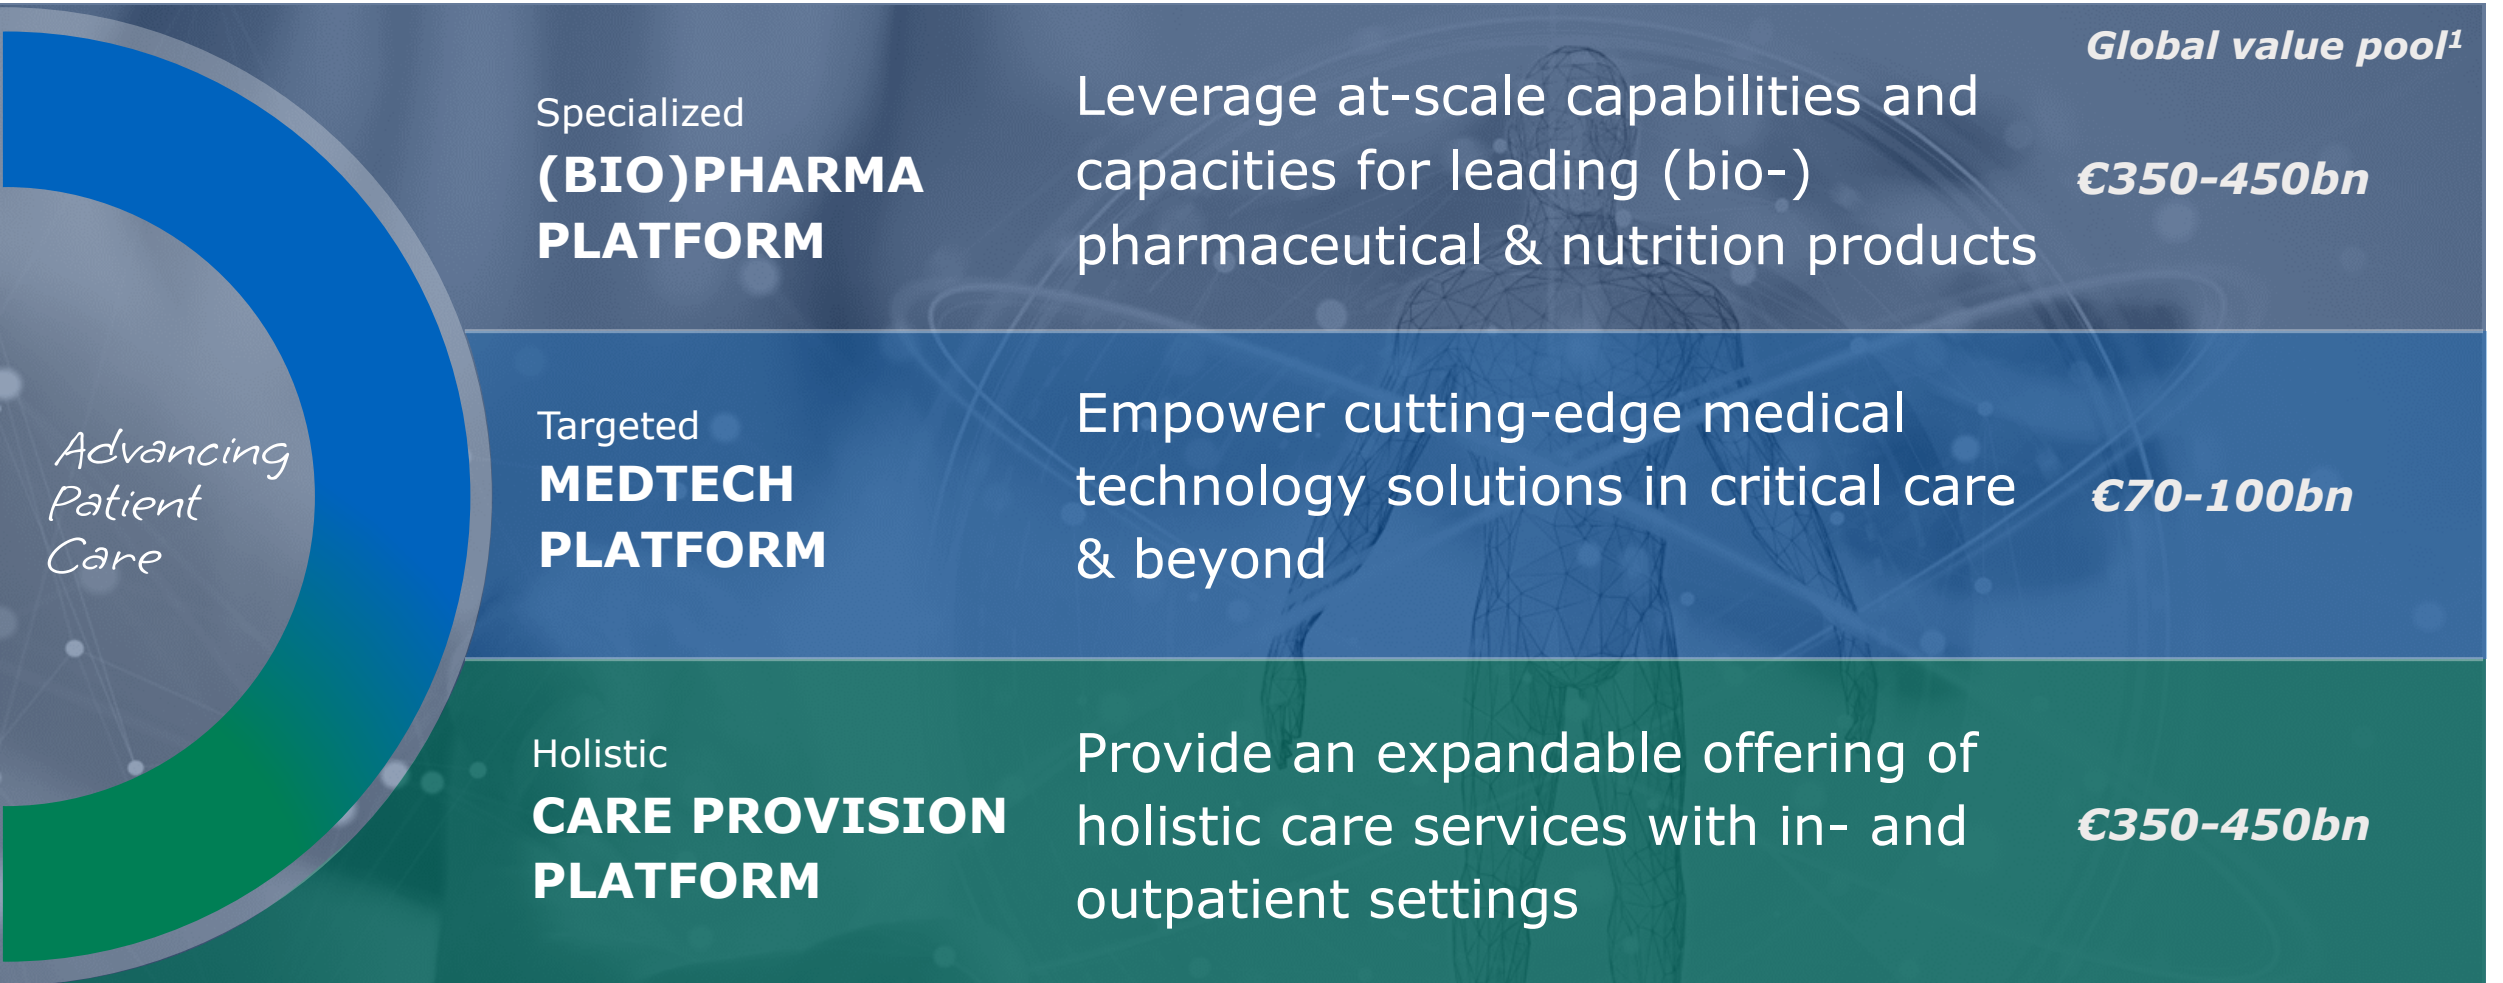 Global value pool¹
Advancing
Patient
Care
Specialized
(BIO)PHARMA
PLATFORM
Leverage at-scale capabilities and
capacities for leading (bio-)
pharmaceutical & nutrition products
€350-450bn
Targeted
MEDTECH
PLATFORM
Empower cutting-edge medical
technology solutions in critical care
& beyond
€70-100bn
Holistic
CARE PROVISION
PLATFORM
Provide an expandable offering of
holistic care services with in- and
outpatient settings
€350-450bn